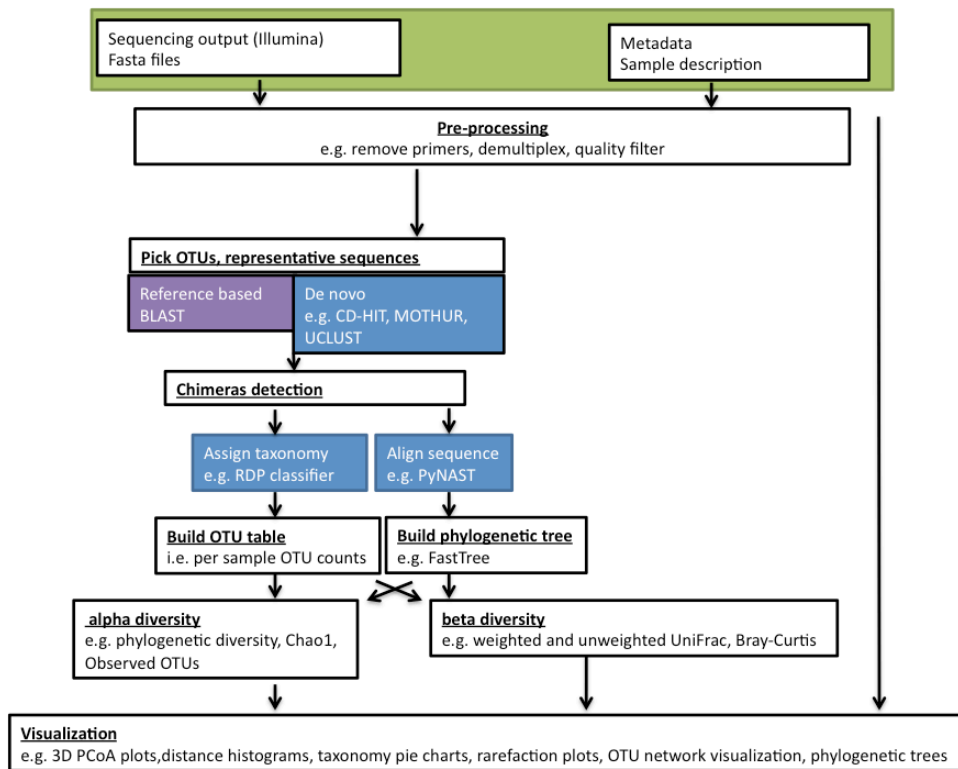 Sequencing output (Illumina)
Fasta files
Metadata
Sample description
Pre-processing
e.g. remove primers, demultiplex, quality filter
Pick OTUs, representative sequences
Reference based
BLAST
De novo
e.g. CD-HIT, MOTHUR,
UCLUST
Chimeras detection
Assign taxonomy
e.g. RDP classifier
Align sequence
e.g. PyNAST
Build OTU table
i.e. per sample OTU counts
Build phylogenetic tree
e.g. FastTree
alpha diversity
e.g. phylogenetic diversity, Chao1,
Observed OTUs
beta diversity
e.g. weighted and unweighted UniFrac, Bray-Curtis
Visualization
e.g. 3D PCoA plots,distance histograms, taxonomy pie charts, rarefaction plots, OTU network visualization, phylogenetic trees